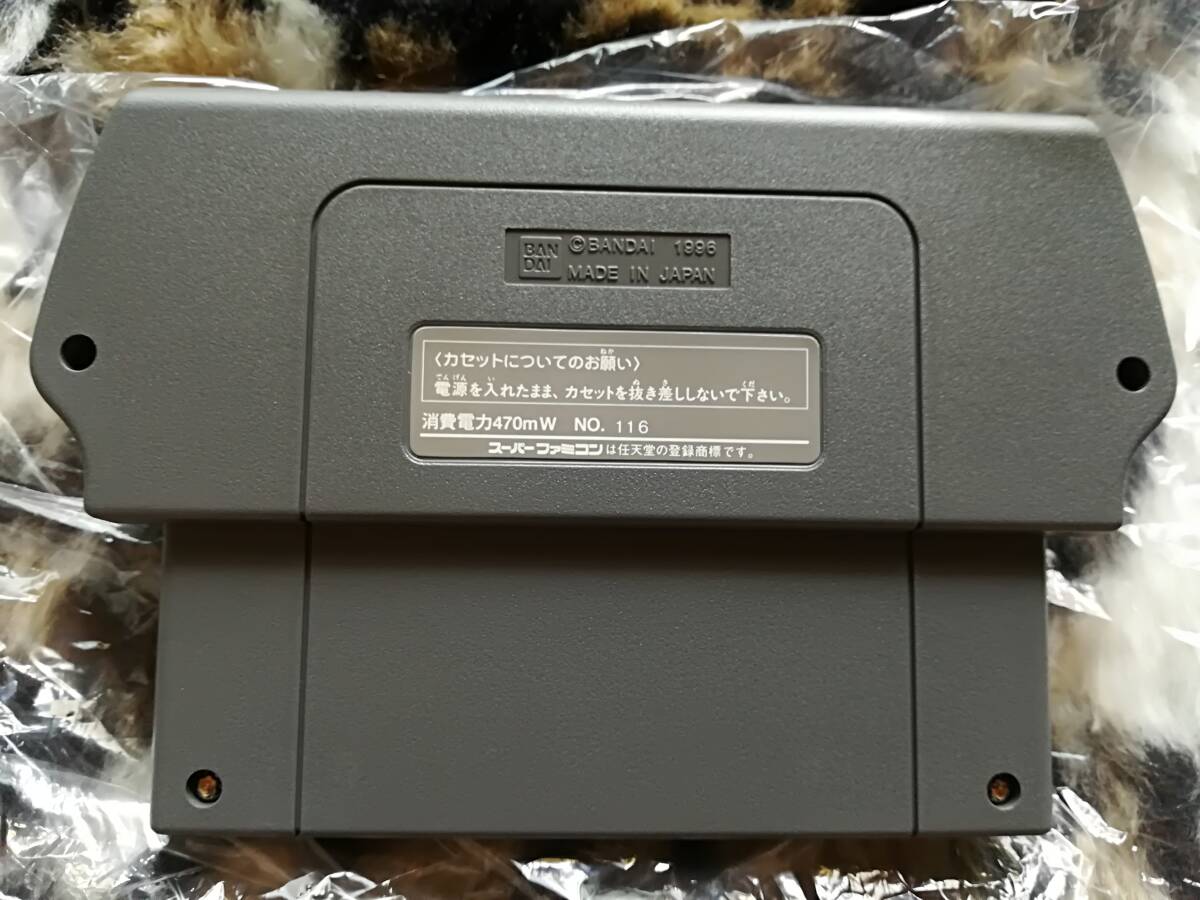 BAN
DAI
©BANDAI 1996
MADE IN JAPAN
〈カセットについてのお願い〉
電源を入れたまま、カセットを抜き差ししないで下さい。
消費電力470mW NO. 116
スーパーファミコンは任天堂の登録商標です。